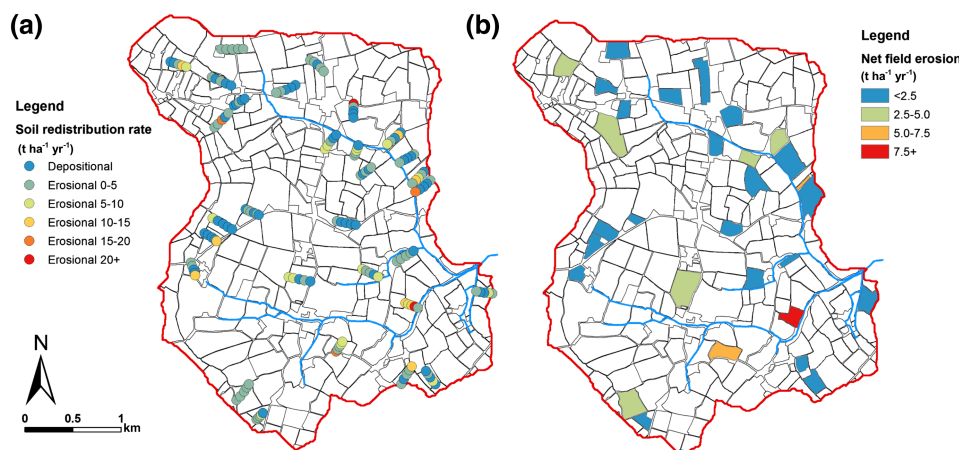 (a)
Legend
Soil redistribution rate
(t ha⁻¹ yr⁻¹)
Depositional
Erosional 0-5
Erosional 5-10
Erosional 10-15
Erosional 15-20
Erosional 20+
N
0 0.5 1
km
(b)
Legend
Net field erosion
(t ha⁻¹ yr⁻¹)
<2.5
2.5-5.0
5.0-7.5
7.5+